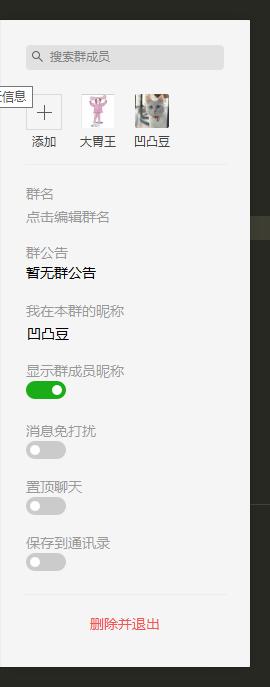 搜索群成员
信息
添加
大胃王
凹凸豆
群名
点击编辑群名
群公告
暂无群公告
我在本群的昵称
凹凸豆
显示群成员昵称
消息免打扰
置顶聊天
保存到通讯录
删除并退出